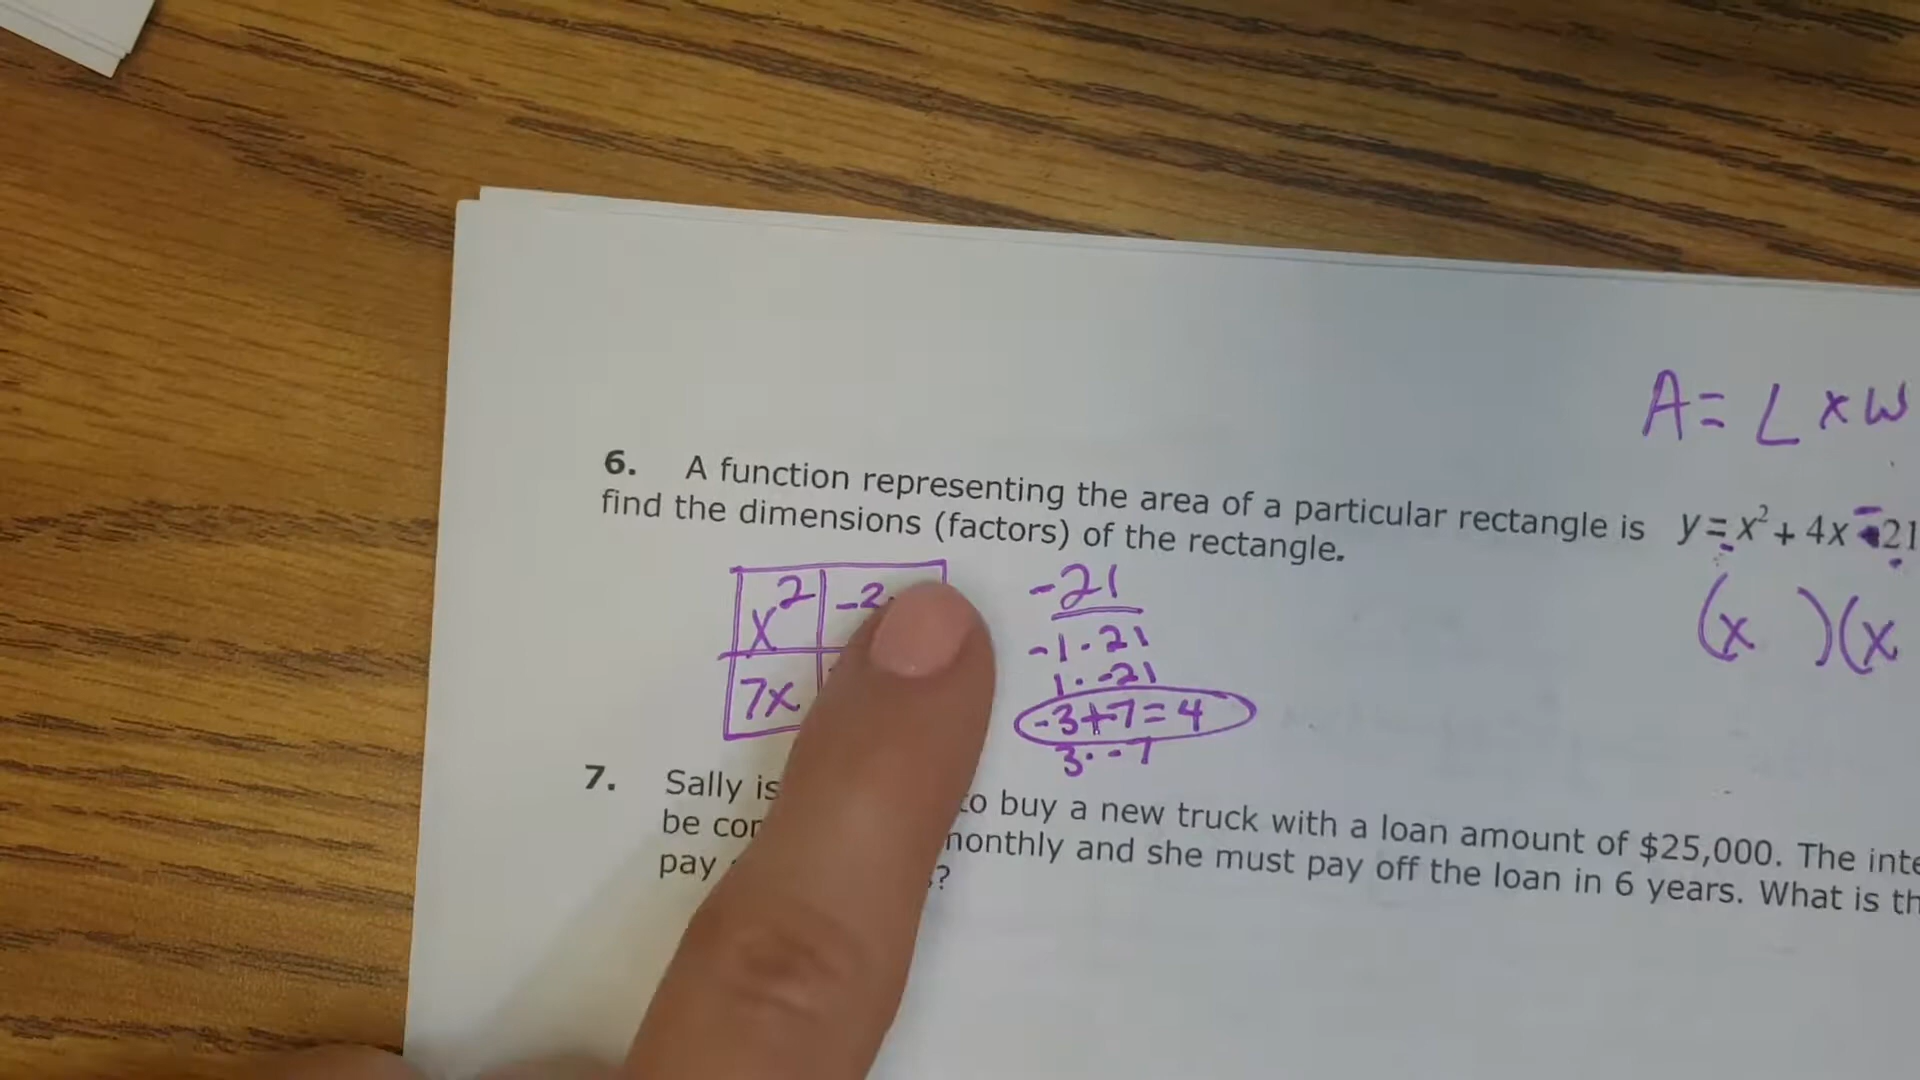 A = L x W
6. A function representing the area of a particular rectangle is y = x² + 4x - 21
find the dimensions (factors) of the rectangle.
x²
7x
-21
-1 · 21
1 · -21
-3 + 7 = 4
3 · -7
(x )(x
7. Sally is to buy a new truck with a loan amount of $25,000. The
be monthly and she must pay off the loan in 6 years. What is
pay ?